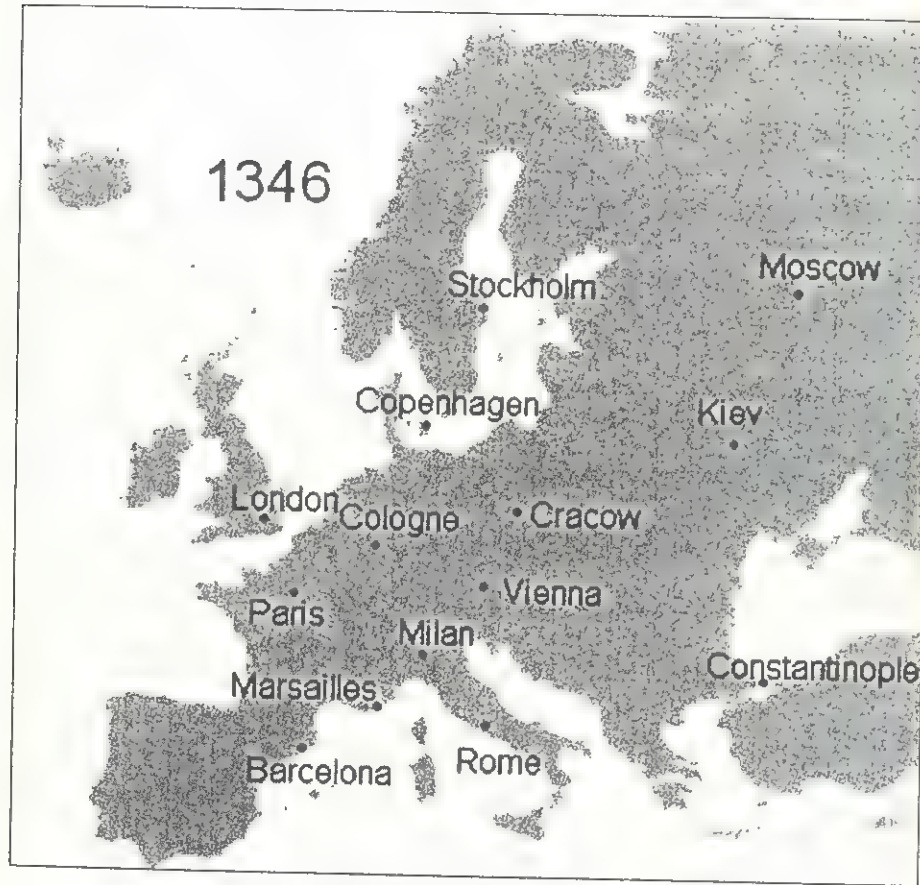 1346
Moscow
Stockholm
Copenhagen
Kiev
London
Cologne
Cracow
Paris
Vienna
Milan
Constantinople
Marsailles
Rome
Barcelona